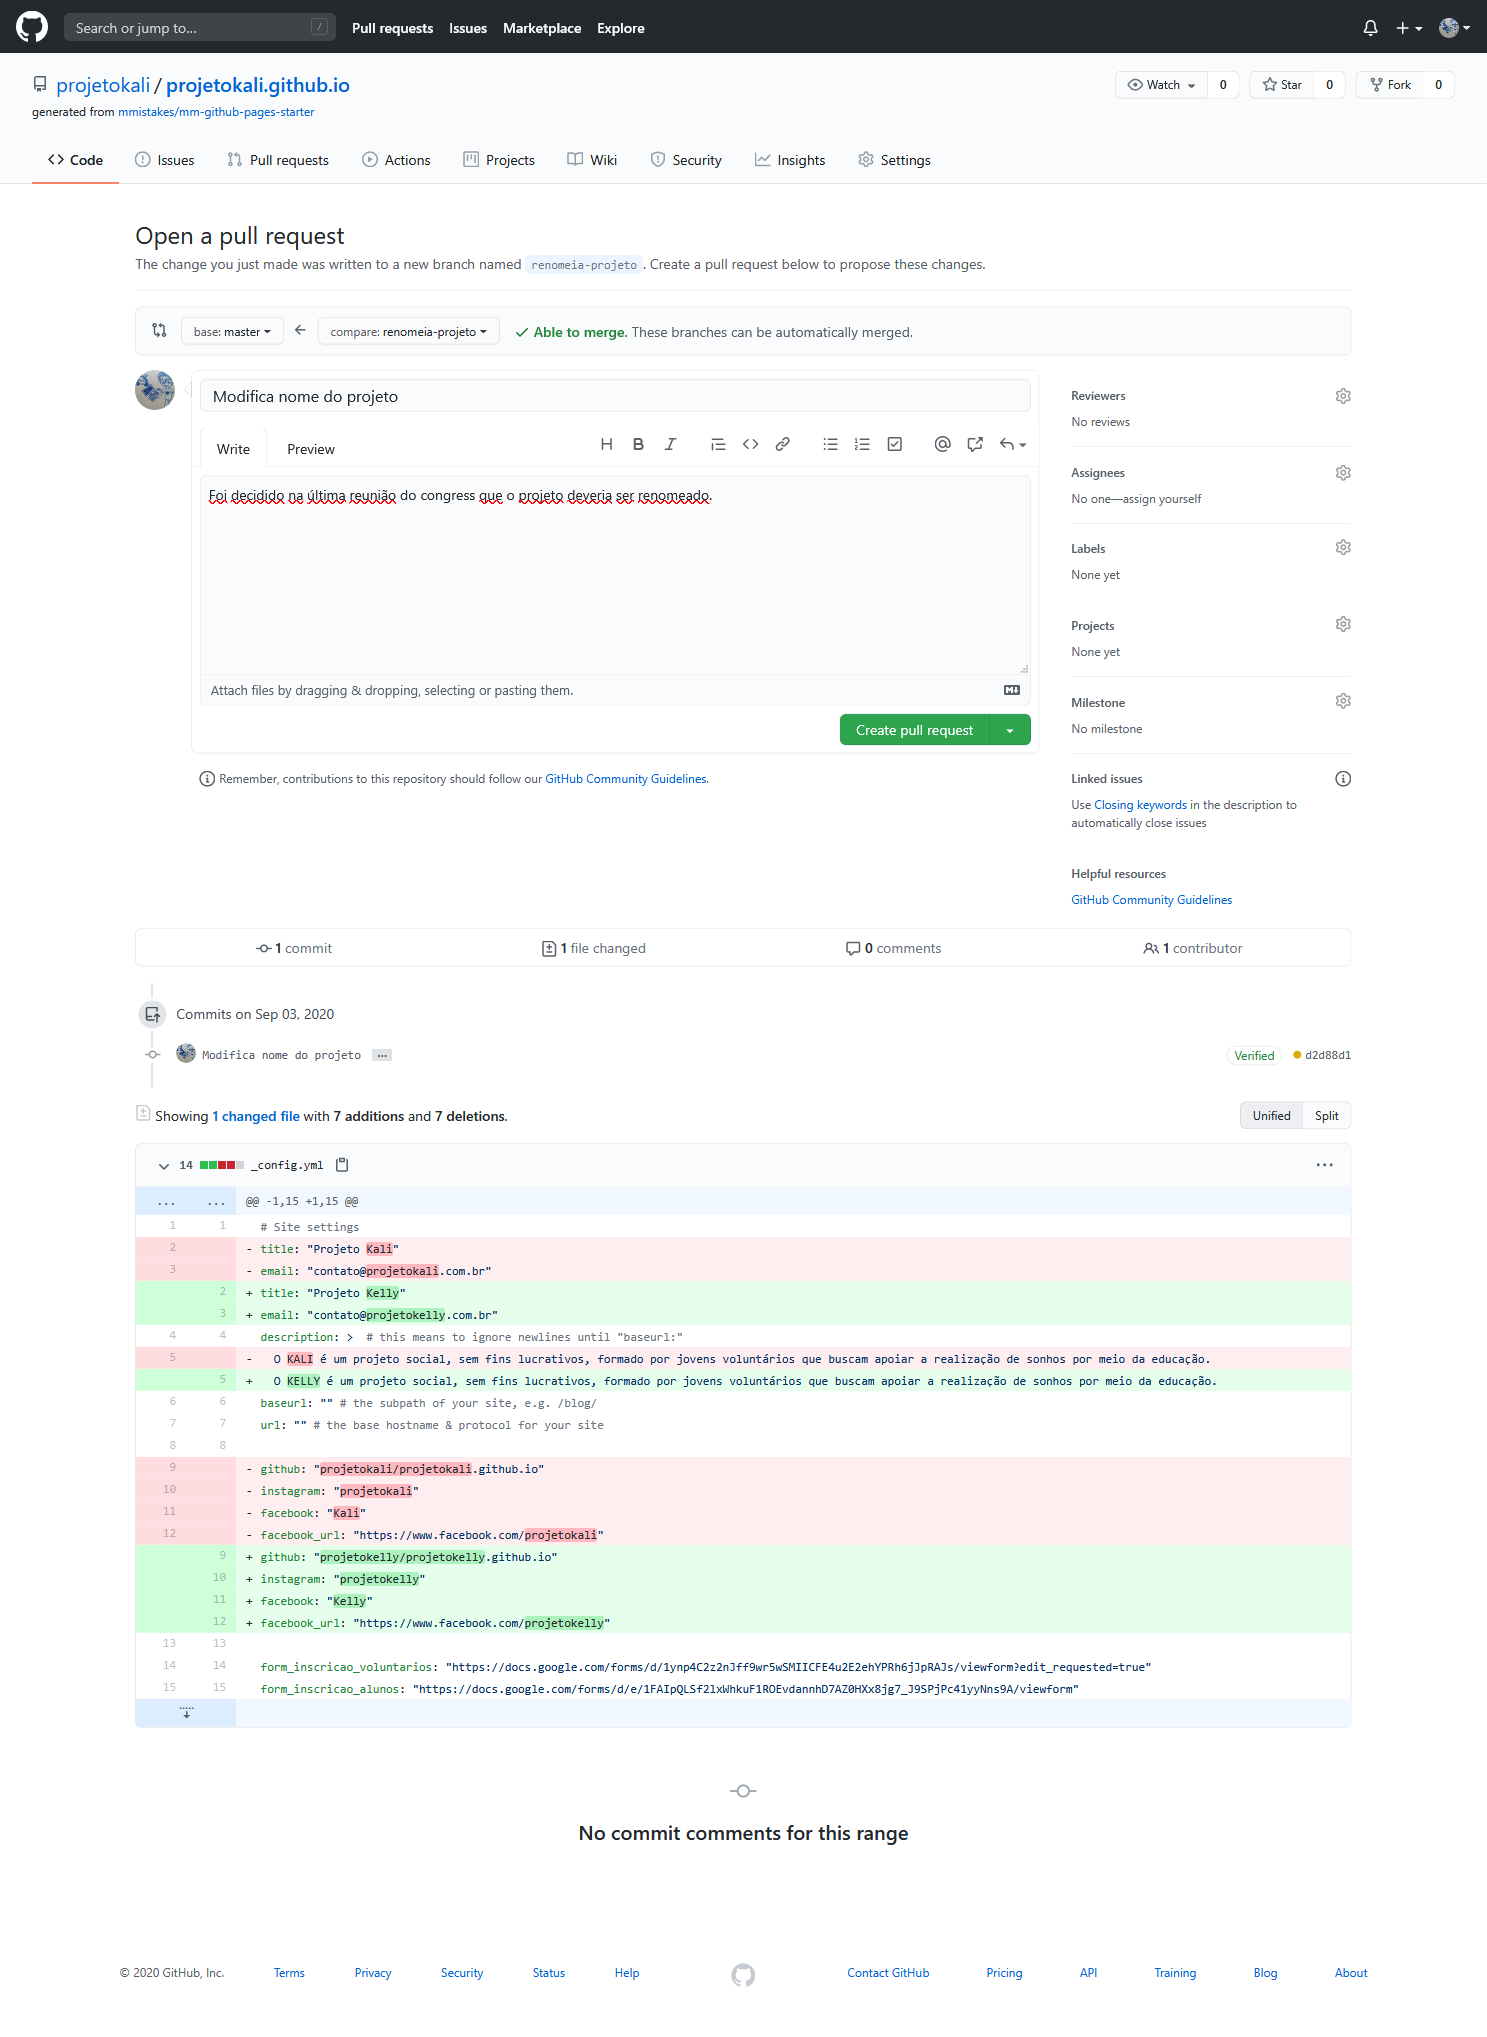 Search or jump to... / Pull requests Issues Marketplace Explore
projetokali / projetokali.github.io Watch 0 Star 0 Fork 0
generated from mmistakes/mm-github-pages-starter
Code Issues Pull requests Actions Projects Wiki Security Insights Settings
Open a pull request
The change you just made was written to a new branch named renomeia-projeto . Create a pull request below to propose these changes.
base: master compare: renomeia-projeto Able to merge. These branches can be automatically merged.
Modifica nome do projeto
Write Preview
Foi decidido na última reunião do congress que o projeto deveria ser renomeado.
Attach files by dragging & dropping, selecting or pasting them.
Create pull request
Remember, contributions to this repository should follow our GitHub Community Guidelines.
Reviewers
No reviews
Assignees
No one—assign yourself
Labels
None yet
Projects
None yet
Milestone
No milestone
Linked issues
Use Closing keywords in the description to
automatically close issues
Helpful resources
GitHub Community Guidelines
1 commit 1 file changed 0 comments 1 contributor
Commits on Sep 03, 2020
Modifica nome do projeto … Verified d2d88d1
Showing 1 changed file with 7 additions and 7 deletions. Unified Split
14 _config.yml
... ... @@ -1,15 +1,15 @@
1 1 # Site settings
2 - title: "Projeto Kali"
3 - email: "contato@projetokali.com.br"
2 + title: "Projeto Kelly"
3 + email: "contato@projetokelly.com.br"
4 4 description: > # this means to ignore newlines until "baseurl:"
5 - O KALI é um projeto social, sem fins lucrativos, formado por jovens voluntários que buscam apoiar a realização de sonhos por meio da educação.
5 + O KELLY é um projeto social, sem fins lucrativos, formado por jovens voluntários que buscam apoiar a realização de sonhos por meio da educação.
6 6 baseurl: "" # the subpath of your site, e.g. /blog/
7 7 url: "" # the base hostname & protocol for your site
8 8
9 - github: "projetokali/projetokali.github.io"
10 - instagram: "projetokali"
11 - facebook: "Kali"
12 - facebook_url: "https://www.facebook.com/projetokali"
9 + github: "projetokelly/projetokelly.github.io"
10 + instagram: "projetokelly"
11 + facebook: "Kelly"
12 + facebook_url: "https://www.facebook.com/projetokelly"
13 13
14 14 form_inscricao_voluntarios: "https://docs.google.com/forms/d/1ynp4C2z2nJff9wr5wSMIICFE4u2E2ehYPRh6jJpRAJs/viewform?edit_requested=true"
15 15 form_inscricao_alunos: "https://docs.google.com/forms/d/e/1FAIpQLSf2lxWhkuF1ROEvdannhD7AZ0HXx8jg7_J9SPjPc41yyNns9A/viewform"
No commit comments for this range
© 2020 GitHub, Inc. Terms Privacy Security Status Help Contact GitHub Pricing API Training Blog About